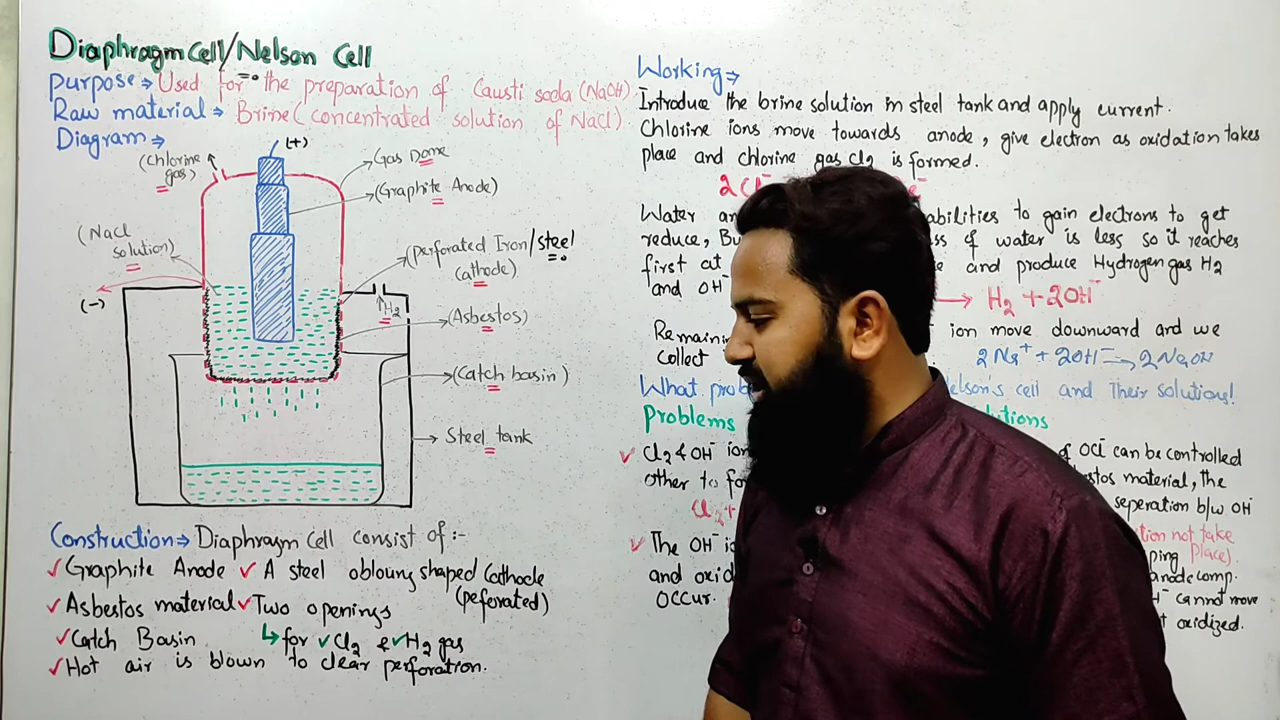 Diaphragm Cell/Nelson Cell
Purpose⇒ Used for the preparation of Causti soda (NaOH)
Raw material⇒ Brine (concentrated solution of NaCl)
Diagram⇒
(Chlorine gas)
(+)
Gas Dome
(Graphite Anode)
(NaCl solution)
(perforated Iron/steel cathode)
(-)
H2
(Asbestos)
(Catch basin)
Steel tank
Construction⇒ Diaphragm Cell consist of :-
✓Graphite Anode ✓A steel obloung shaped Cathode
(peferated)
✓Asbestos material ✓Two openings
✓Catch Basin ↳for ✓Cl2 & ✓H2 gas
✓Hot air is blown to clear perforation.
Working⇒
Introduce the brine solution in steel tank and apply current.
Chlorine ions move towards anode, give electron as oxidation takes
place and chlorine gas Cl2 is formed.
2Cl⁻ e⁻
Water abilities to gain electrons to get
reduce, of water is less so it reaches
first at and produce Hydrogen gas H2
and OH⁻ → H2 + 2OH⁻
ion move downward and we
collect 2Na⁺ + 2OH⁻ → 2NaOH
What Nelson's cell and Their solutions!
Problems
✓ Cl2 & OH⁻ of OCl⁻ can be controlled
other to material, the
seperation b/w OH
Cl2+ not take
✓ The OH⁻ place).
and anode comp.
occur. cannot move
oxidized.